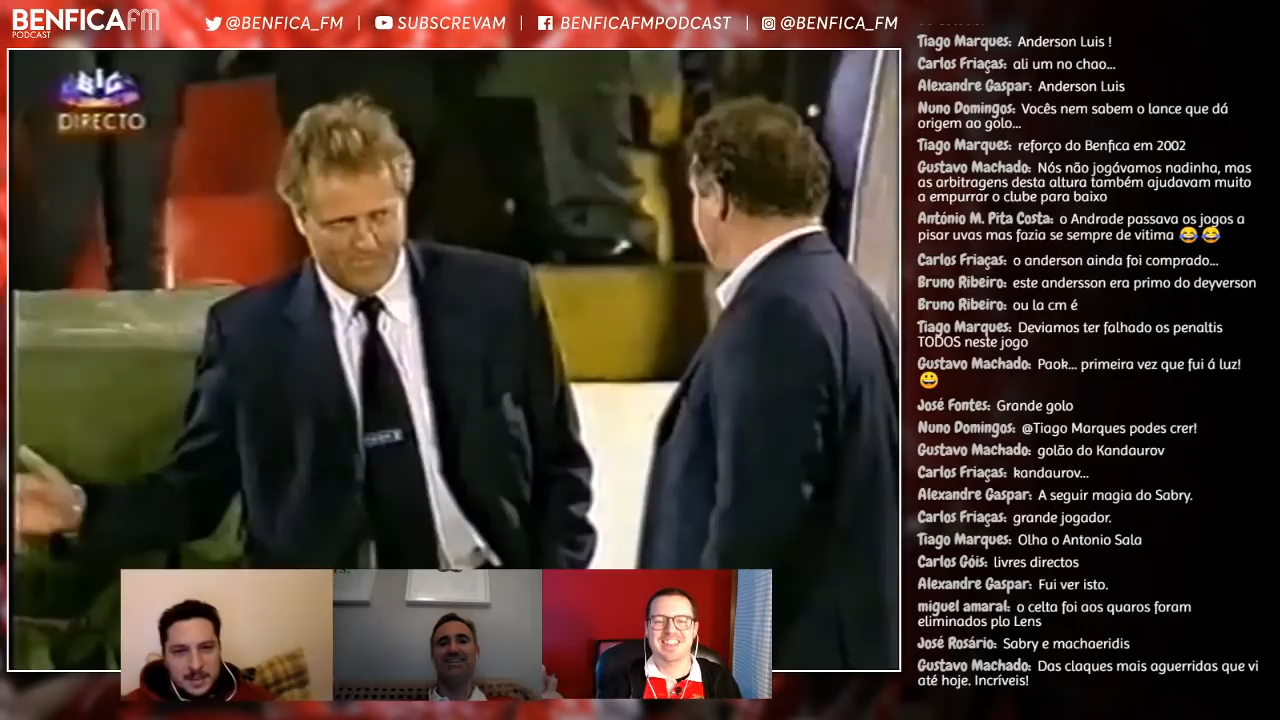 BENFICAFM
PODCAST
@BENFICA_FM | SUBSCREVAM | BENFICAFMPODCAST | @BENFICA_FM
BIG
DIRECTO
Tiago Marques: Anderson Luis !
Carlos Friaças: ali um no chao...
Alexandre Gaspar: Anderson Luis
Nuno Domingos: Vocês nem sabem o lance que dá
origem ao golo...
Tiago Marques: reforço do Benfica em 2002
Gustavo Machado: Nós não jogávamos nadinha, mas
as arbitragens desta altura também ajudavam muito
a empurrar o clube para baixo
António M. Pita Costa: o Andrade passava os jogos a
pisar uvas mas fazia se sempre de vitima 😂 😂
Carlos Friaças: o anderson ainda foi comprado...
Bruno Ribeiro: este andersson era primo do deyverson
Bruno Ribeiro: ou la cm é
Tiago Marques: Deviamos ter falhado os penaltis
TODOS neste jogo
Gustavo Machado: Paok... primeira vez que fui á luz!
😀
José Fontes: Grande golo
Nuno Domingos: @Tiago Marques podes crer!
Gustavo Machado: golão do Kandaurov
Carlos Friaças: kandaurov...
Alexandre Gaspar: A seguir magia do Sabry.
Carlos Friaças: grande jogador.
Tiago Marques: Olha o Antonio Sala
Carlos Góis: livres directos
Alexandre Gaspar: Fui ver isto.
miguel amaral: o celta foi aos quaros foram
eliminados plo Lens
José Rosário: Sabry e machaeridis
Gustavo Machado: Das claques mais aguerridas que vi
até hoje. Incríveis!